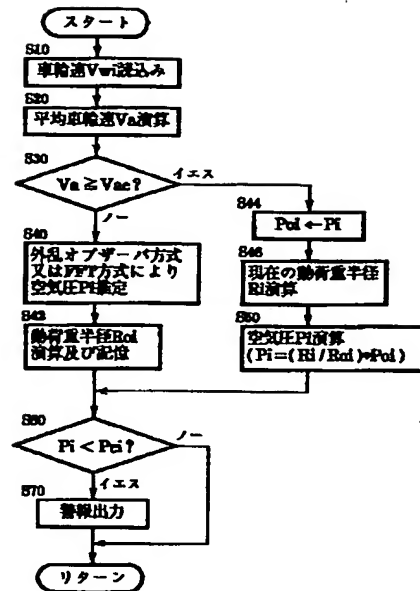 スタート
S10
車輪速Vwi読込み
S20
平均車輪速Va演算
S30
Va≧Vac?
イエス
ノー
S40
外乱オブザーバ方式
又はFFT方式により
空気圧Pi推定
S42
動荷重半径Roi
演算及び記憶
S44
Poi←Pi
S46
現在の動荷重半径
Ri演算
S50
空気圧Pi演算
(Pi=(Ri/Roi)*Poi)
S60
Pi<Pci?
ノー
イエス
S70
警報出力
リターン